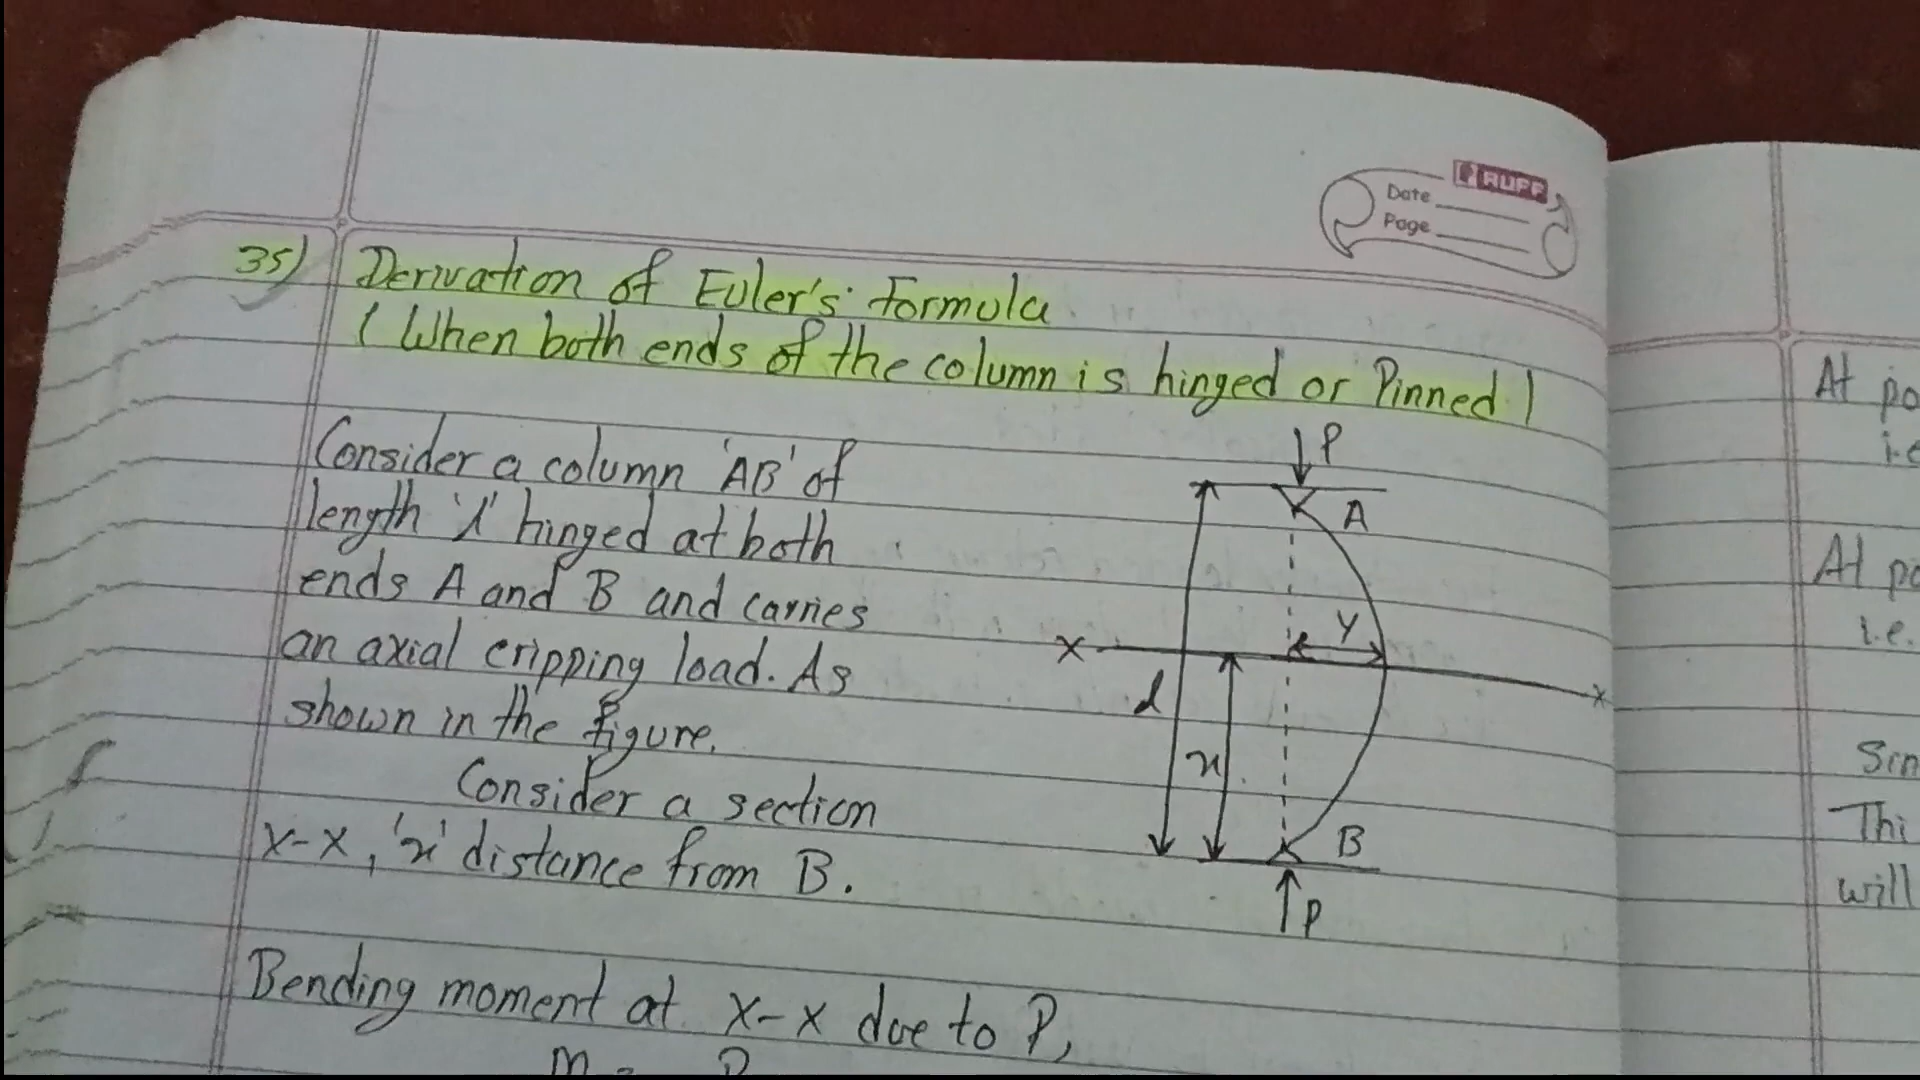 RUPP
Date
Page
35) Derivation of Euler's formula
(When both ends of the column is hinged or Pinned)
Consider a column 'AB' of
length 'l' hinged at both
ends A and B and carries
an axial cripping load. As
shown in the figure.
Consider a section
X-X, 'x' distance from B.
Bending moment at X-X due to P,
P
A
y
X
x
l
x
B
P
At po
i.e
At po
i.e.
Sin
Thi
will